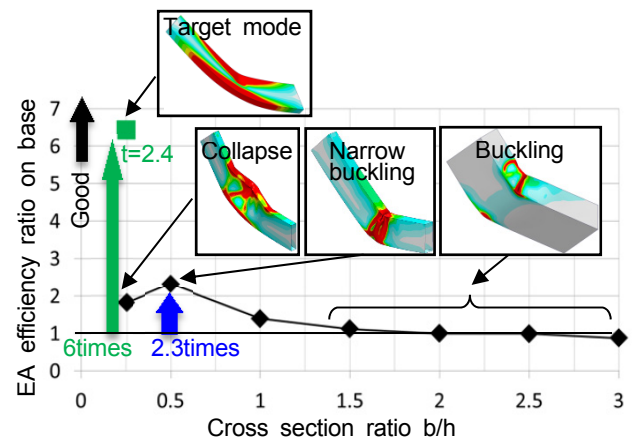 Target mode
7
6
5
4
3
2
1
0
EA efficiency ratio on base
Good
t=2.4
Collapse
Narrow
buckling
Buckling
6times
2.3times
0
0.5
1
1.5
2
2.5
3
Cross section ratio b/h